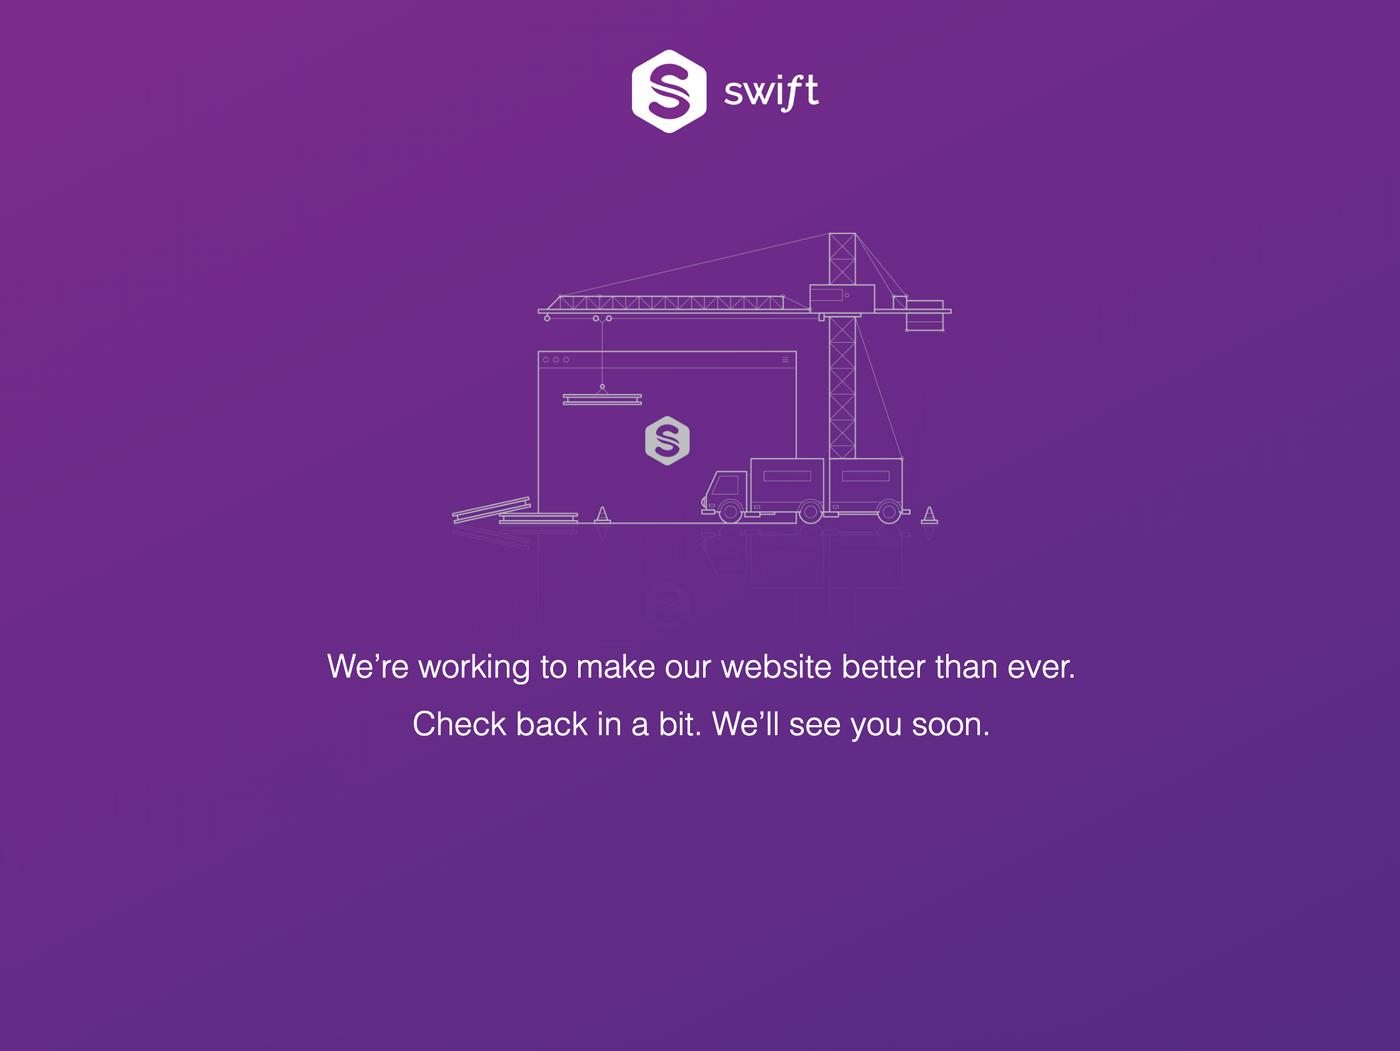 swift
We’re working to make our website better than ever.
Check back in a bit. We’ll see you soon.